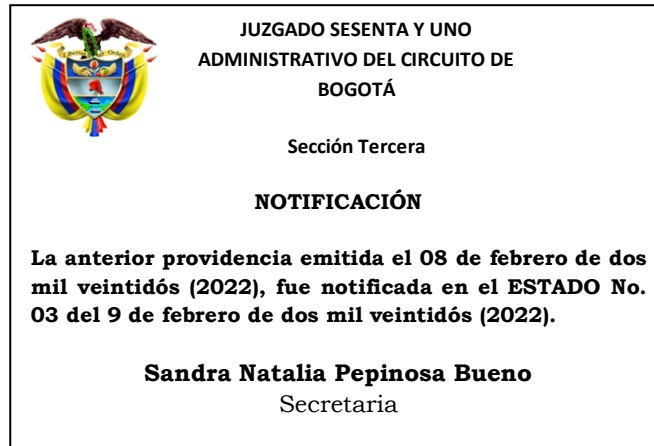 JUZGADO SESENTA Y UNO
ADMINISTRATIVO DEL CIRCUITO DE
BOGOTÁ
Sección Tercera
NOTIFICACIÓN
La anterior providencia emitida el 08 de febrero de dos
mil veintidós (2022), fue notificada en el ESTADO No.
03 del 9 de febrero de dos mil veintidós (2022).
Sandra Natalia Pepinosa Bueno
Secretaria